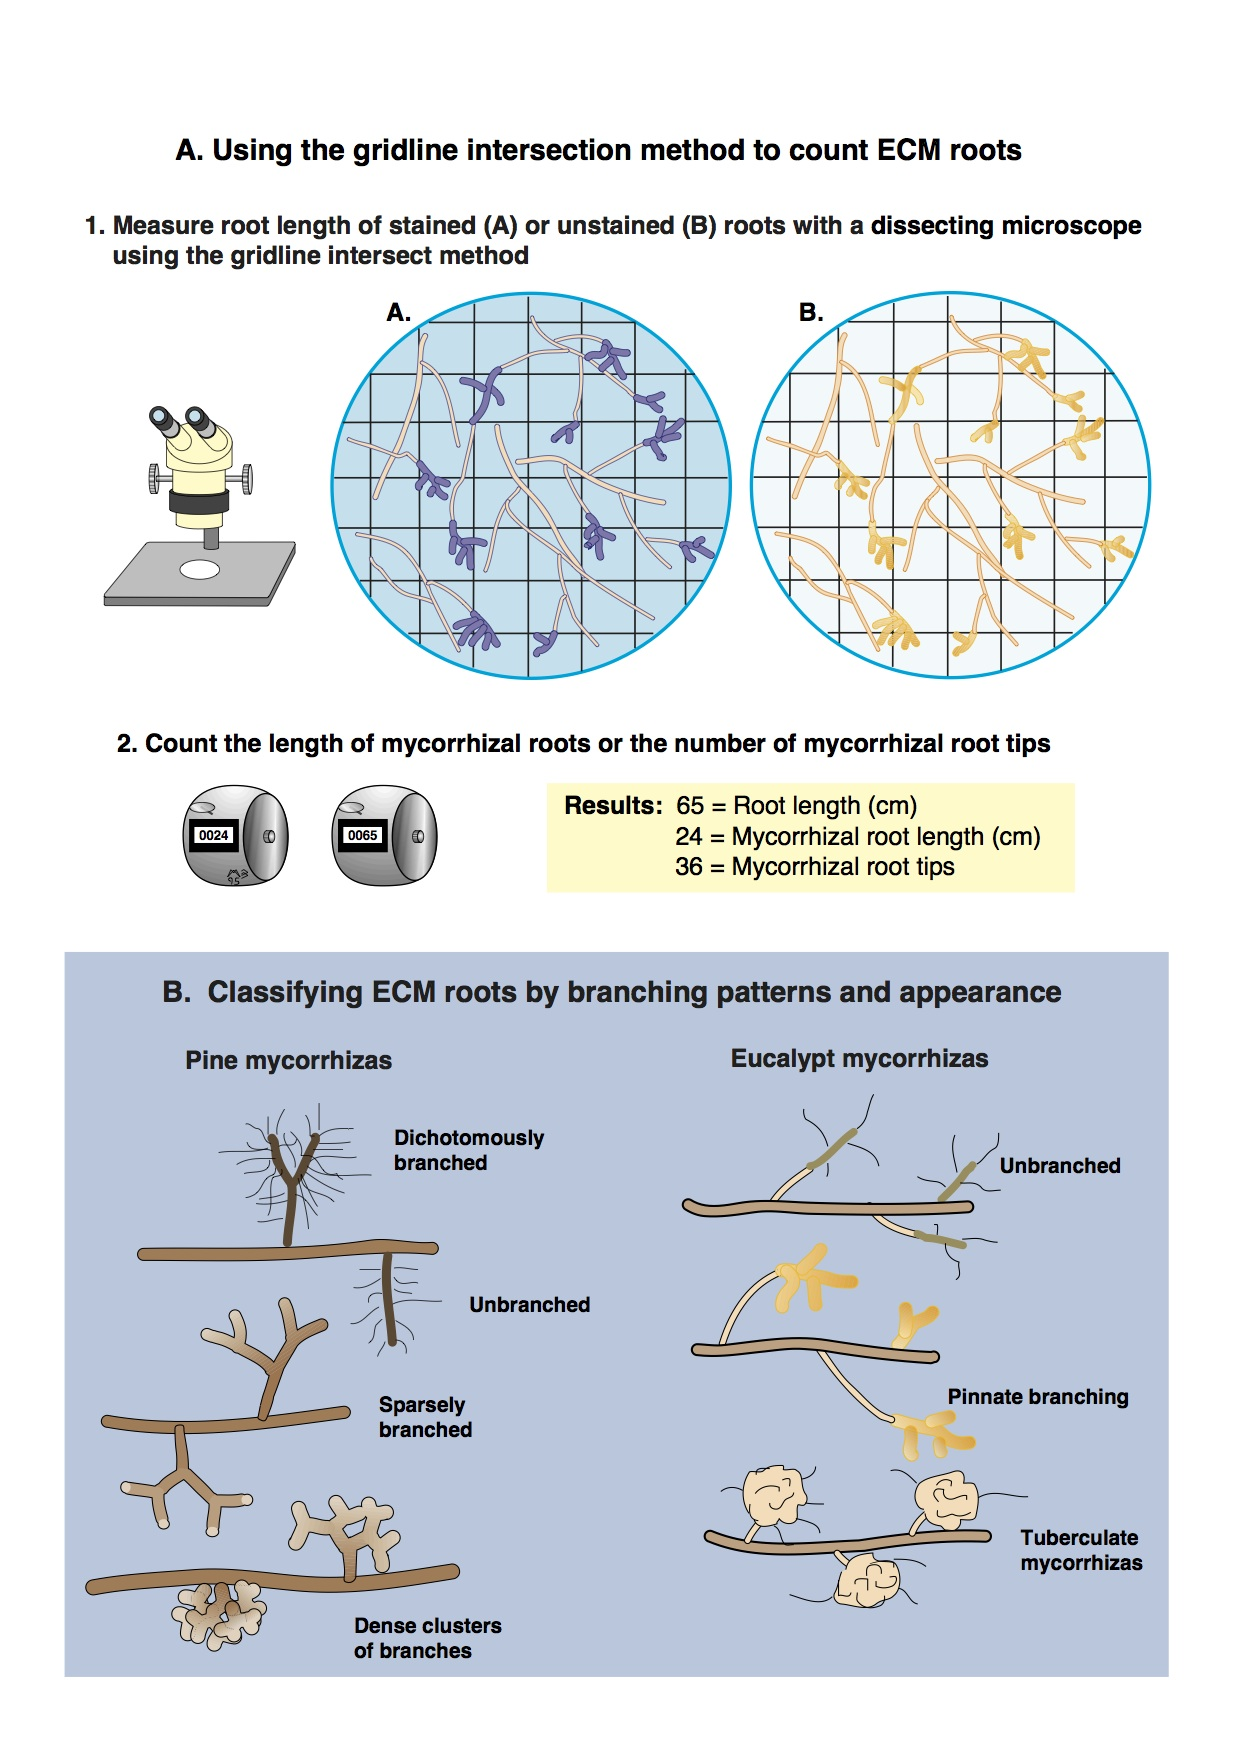 A. Using the gridline intersection method to count ECM roots
1. Measure root length of stained (A) or unstained (B) roots with a dissecting microscope
using the gridline intersect method
A.
B.
2. Count the length of mycorrhizal roots or the number of mycorrhizal root tips
0024
0065
Results: 65 = Root length (cm)
24 = Mycorrhizal root length (cm)
36 = Mycorrhizal root tips
B. Classifying ECM roots by branching patterns and appearance
Pine mycorrhizas
Dichotomously
branched
Unbranched
Sparsely
branched
Dense clusters
of branches
Eucalypt mycorrhizas
Unbranched
Pinnate branching
Tuberculate
mycorrhizas